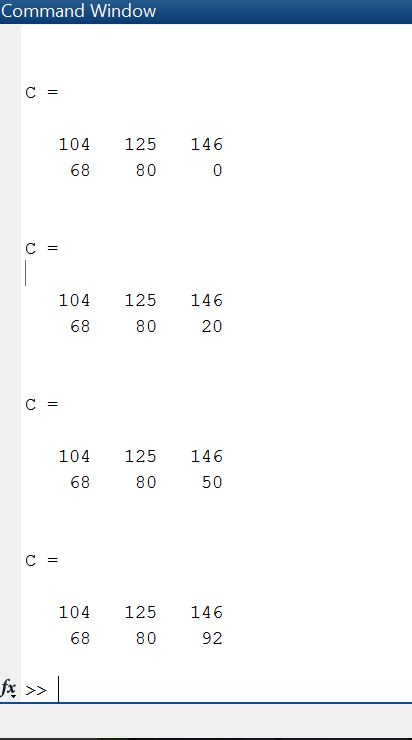 Command Window
C =
104 125 146
68 80 0
C =
104 125 146
68 80 20
C =
104 125 146
68 80 50
C =
104 125 146
68 80 92
fx >>